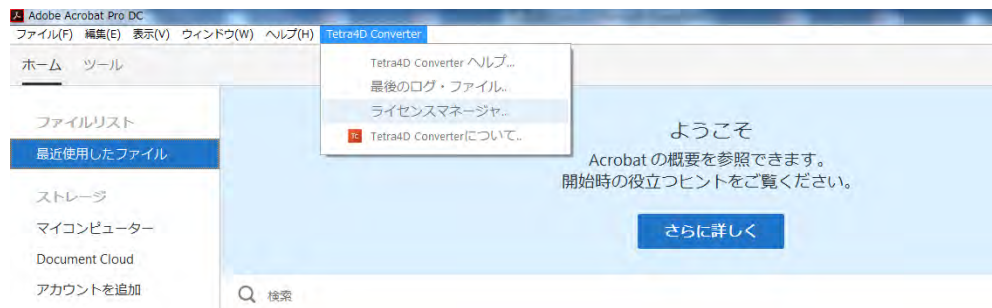 Adobe Acrobat Pro DC
ファイル(F) 編集(E) 表示(V) ウィンドウ(W) ヘルプ(H) Tetra4D Converter
Tetra4D Converter ヘルプ...
最後のログ・ファイル..
ライセンスマネージャ...
Tc Tetra4D Converterについて..
ホーム ツール
ファイルリスト
最近使用したファイル
ストレージ
マイコンピューター
Document Cloud
アカウントを追加
ようこそ
Acrobat の概要を参照できます。
開始時の役立つヒントをご覧ください。
さらに詳しく
検索